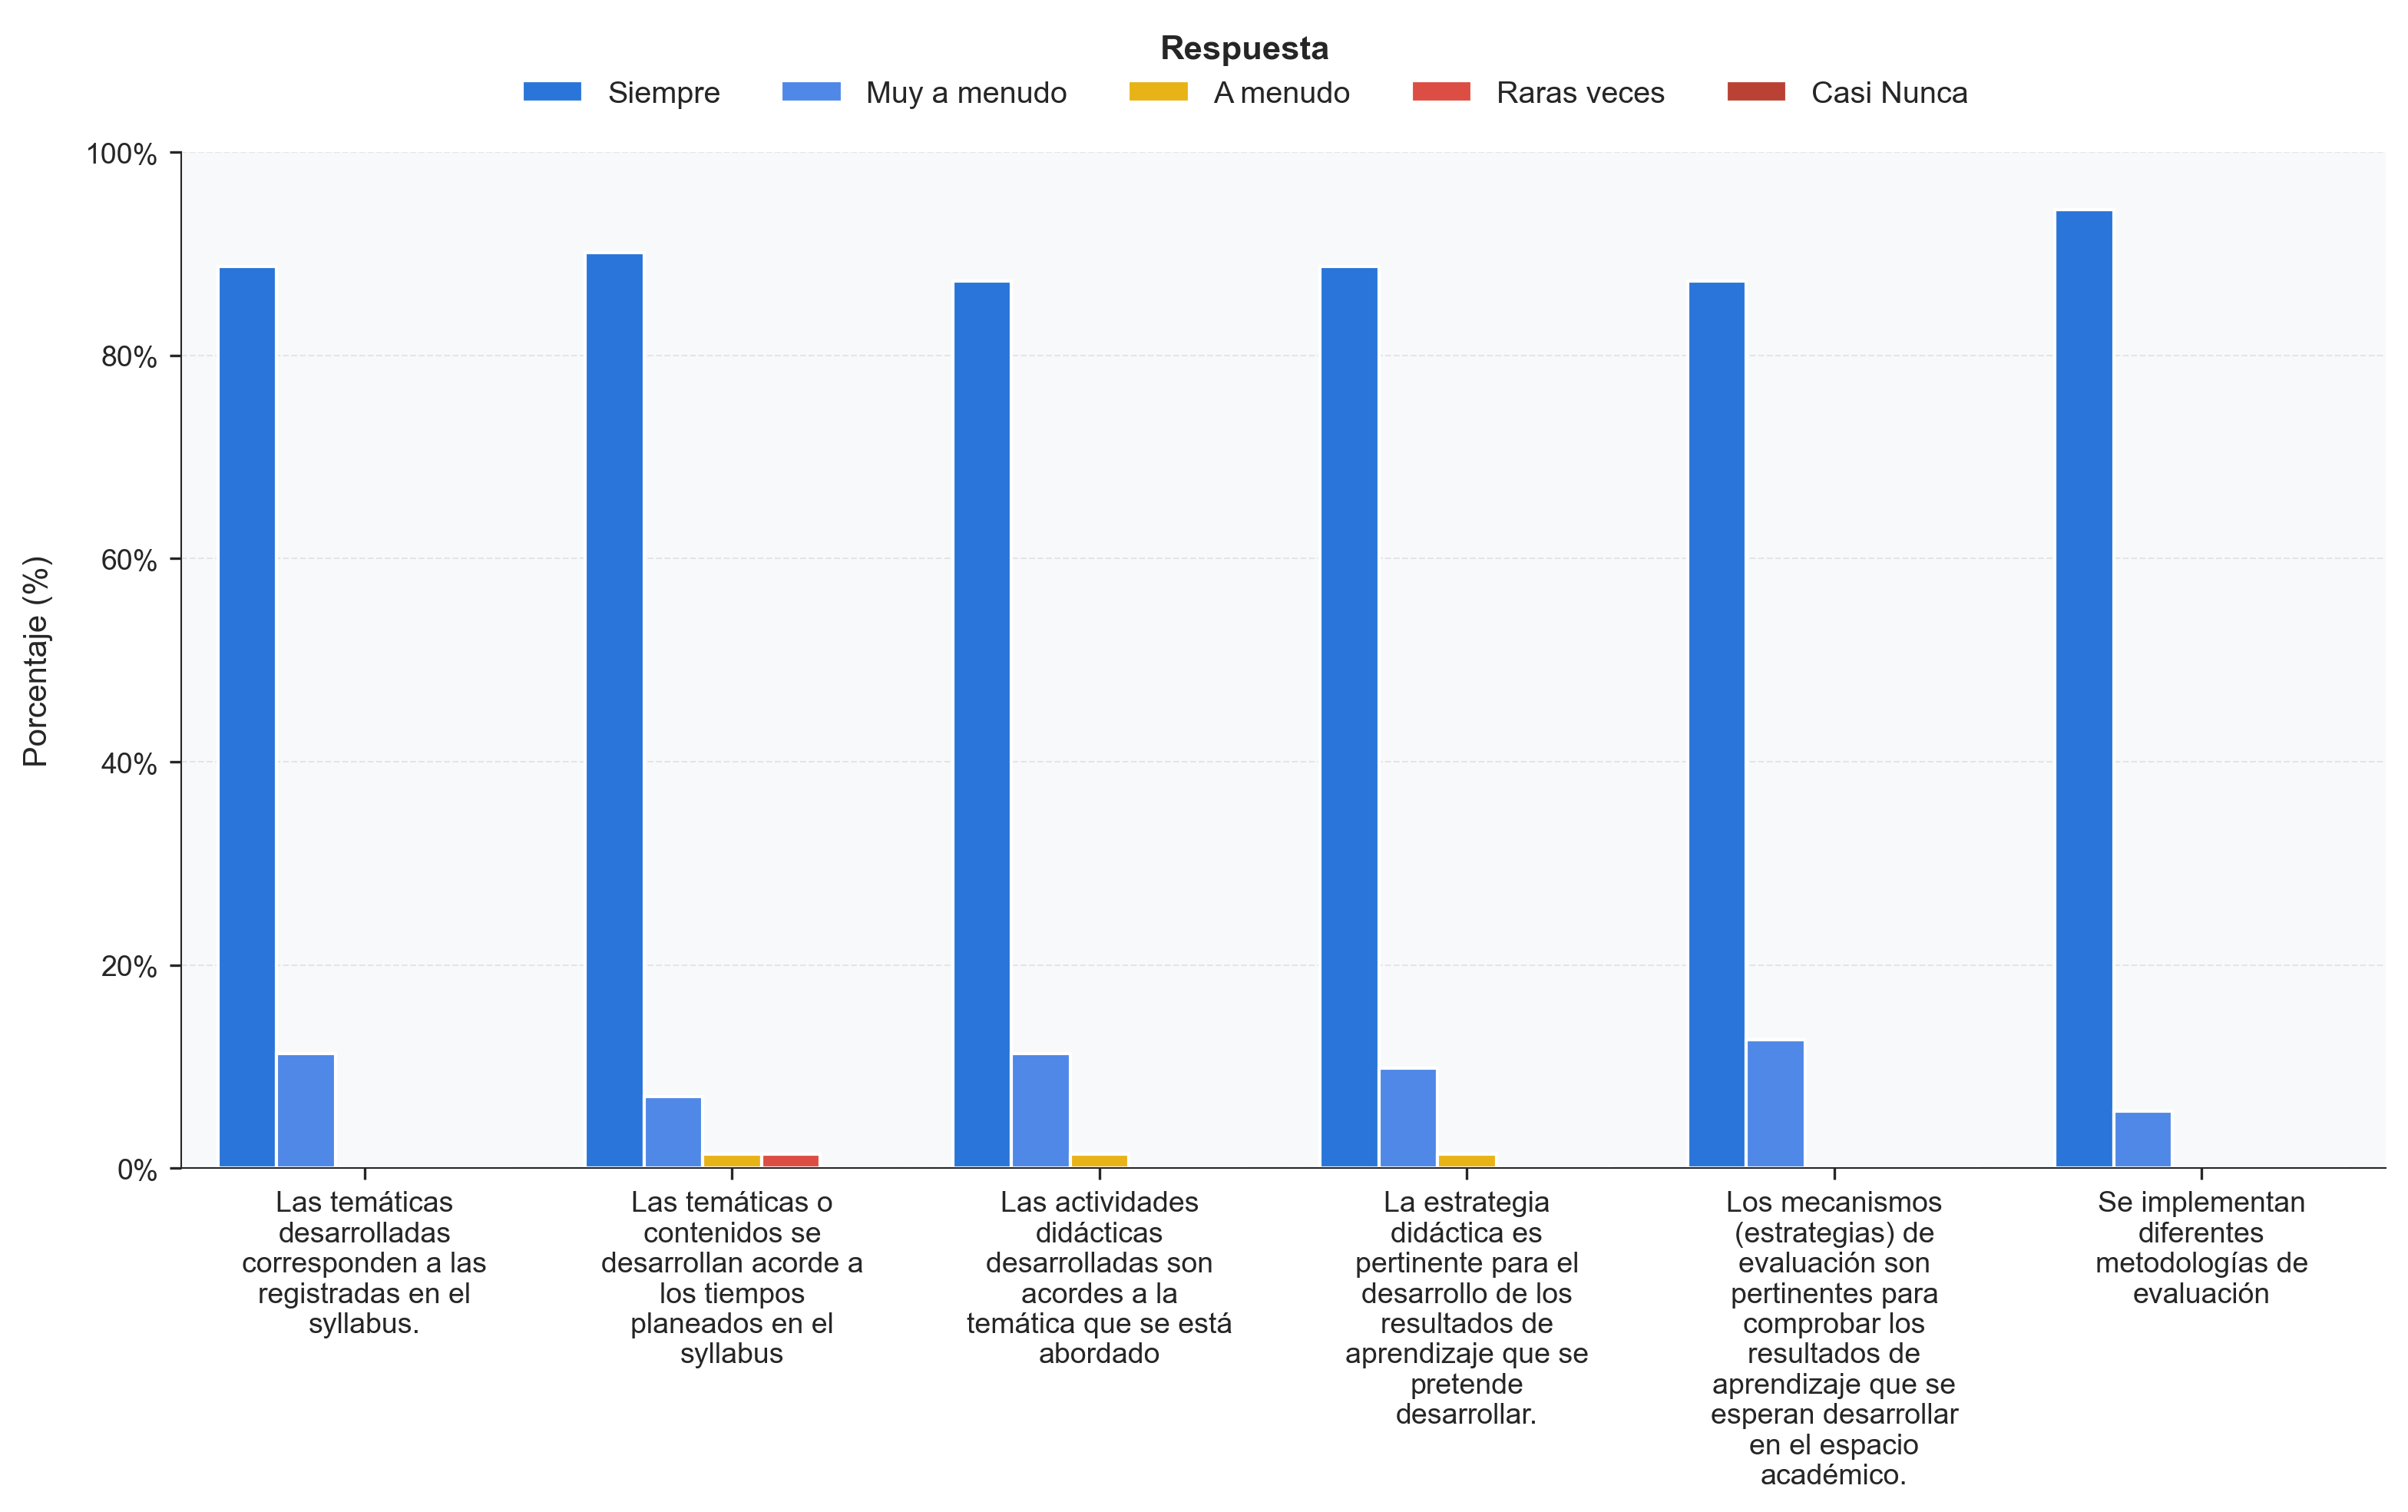 Respuesta
Siempre
Muy a menudo
A menudo
Raras veces
Casi Nunca
100%
80%
60%
40%
20%
0%
Porcentaje (%)
Las temáticas
desarrolladas
corresponden a las
registradas en el
syllabus.
Las temáticas o
contenidos se
desarrollan acorde a
los tiempos
planeados en el
syllabus
Las actividades
didácticas
desarrolladas son
acordes a la
temática que se está
abordado
La estrategia
didáctica es
pertinente para el
desarrollo de los
resultados de
aprendizaje que se
pretende
desarrollar.
Los mecanismos
(estrategias) de
evaluación son
pertinentes para
comprobar los
resultados de
aprendizaje que se
esperan desarrollar
en el espacio
académico.
Se implementan
diferentes
metodologías de
evaluación